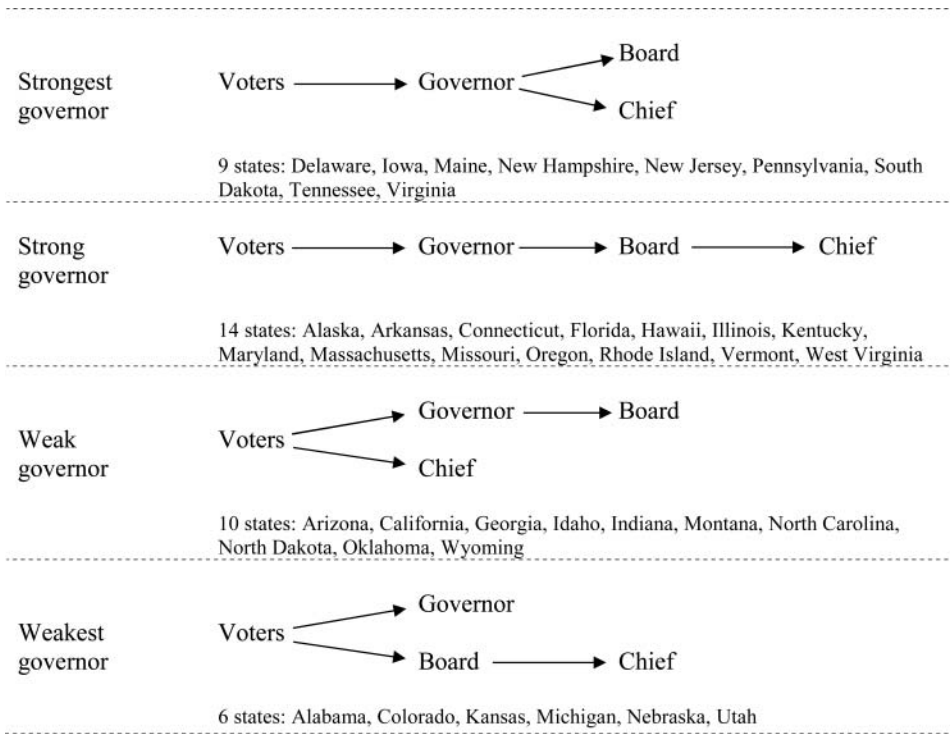 Board
Strongest Voters Governor
governor Chief
9 states: Delaware, Iowa, Maine, New Hampshire, New Jersey, Pennsylvania, South
Dakota, Tennessee, Virginia
Strong Voters Governor Board Chief
governor
14 states: Alaska, Arkansas, Connecticut, Florida, Hawaii, Illinois, Kentucky,
Maryland, Massachusetts, Missouri, Oregon, Rhode Island, Vermont, West Virginia
Governor Board
Weak Voters
governor Chief
10 states: Arizona, California, Georgia, Idaho, Indiana, Montana, North Carolina,
North Dakota, Oklahoma, Wyoming
Governor
Weakest Voters
governor Board Chief
6 states: Alabama, Colorado, Kansas, Michigan, Nebraska, Utah